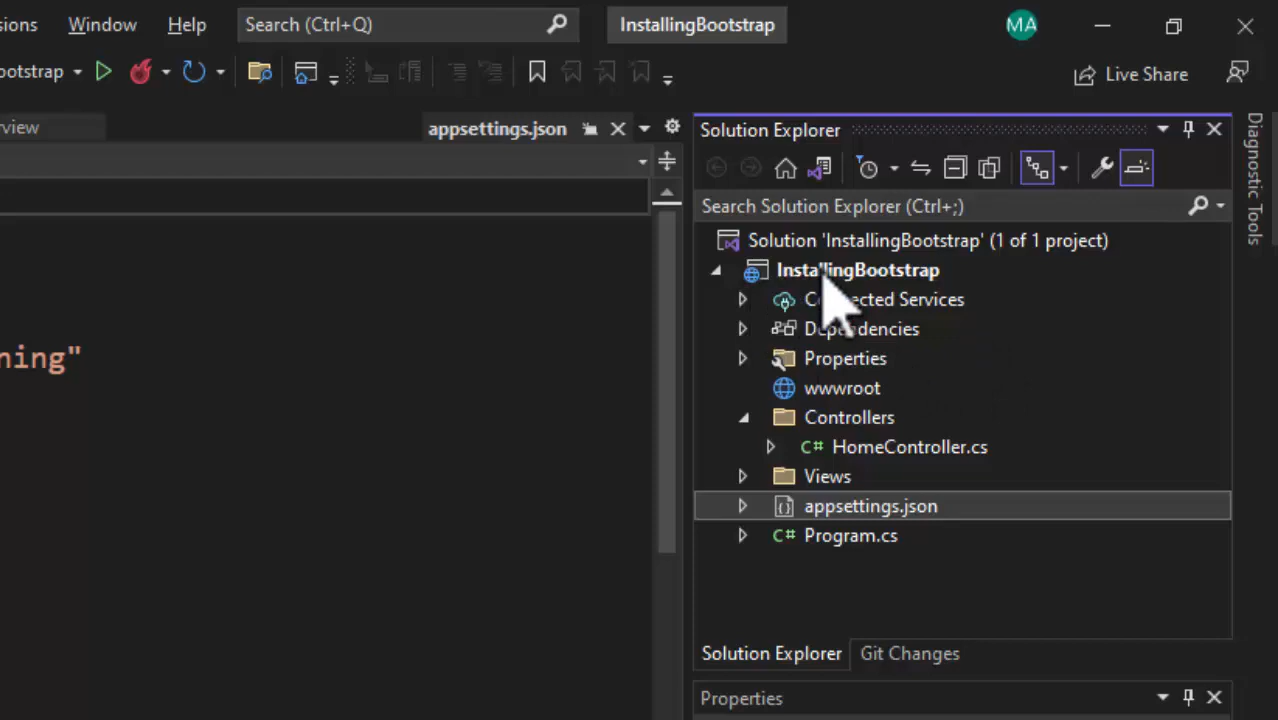 sions Window Help Search (Ctrl+Q) InstallingBootstrap MA
ootstrap Live Share
view appsettings.json Solution Explorer
Search Solution Explorer (Ctrl+;)
Solution 'InstallingBootstrap' (1 of 1 project)
InstallingBootstrap
Connected Services
Dependencies
ning" Properties
wwwroot
Controllers
C# HomeController.cs
Views
{} appsettings.json
C# Program.cs
Solution Explorer Git Changes
Properties
Diagnostic Tools